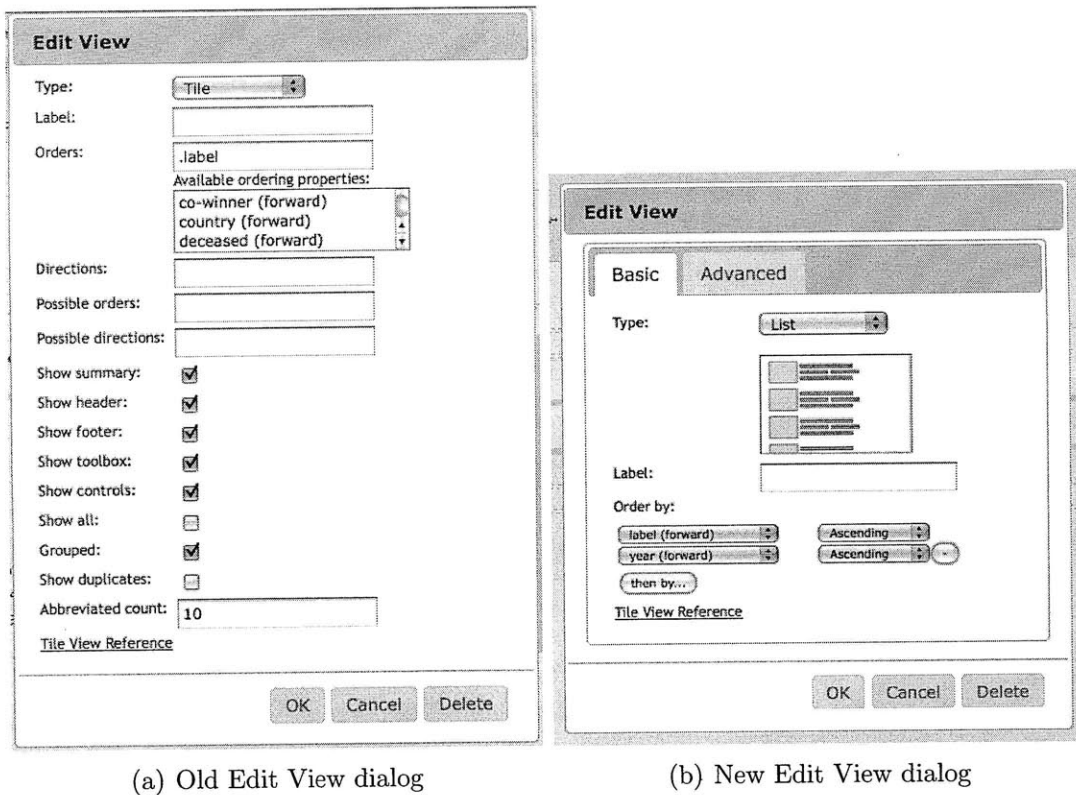 Edit View
Type: Tile
Label:
Orders: .label
Available ordering properties:
co-winner (forward)
country (forward)
deceased (forward)
Directions:
Possible orders:
Possible directions:
Show summary:
Show header:
Show footer:
Show toolbox:
Show controls:
Show all:
Grouped:
Show duplicates:
Abbreviated count: 10
Tile View Reference
OK Cancel Delete
(a) Old Edit View dialog
Edit View
Basic Advanced
Type: List
Label:
Order by:
label (forward) Ascending
year (forward) Ascending -
then by...
Tile View Reference
OK Cancel Delete
(b) New Edit View dialog